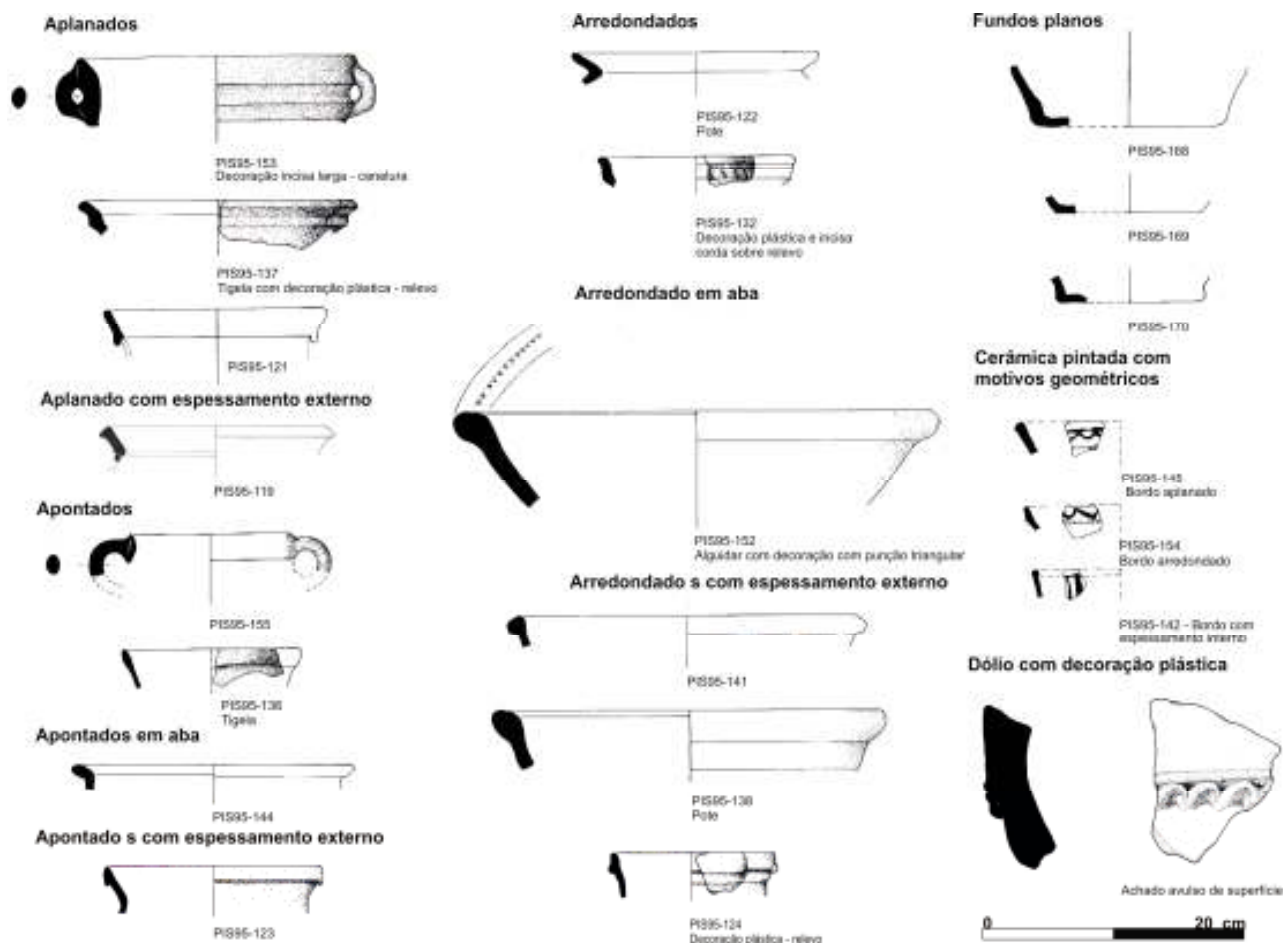 Aplanados
PIS95-153
Decoração incisa larga - canelura
PIS95-137
Tigela com decoração plástica - relevo
PIS95-121
Aplanado com espessamento externo
PIS95-119
Apontados
PIS95-155
PIS95-136
Tigela
Apontados em aba
PIS95-144
Apontado s com espessamento externo
PIS95-123
Arredondados
PIS95-122
Pote
PIS95-132
Decoração plástica e incisa
corda sobre relevo
Arredondado em aba
PIS95-152
Alguidar com decoração com punção triangular
Arredondado s com espessamento externo
PIS95-141
PIS95-138
Pote
PIS95-124
Decoração plástica - relevo
Fundos planos
PIS95-168
PIS95-169
PIS95-170
Cerâmica pintada com
motivos geométricos
Bordo aplanado
PIS95-154
Bordo arredondado
PIS95-142 - Bordo com
espessamento interno
Dólio com decoração plástica
Achado avulso de superfície
0 20 cm